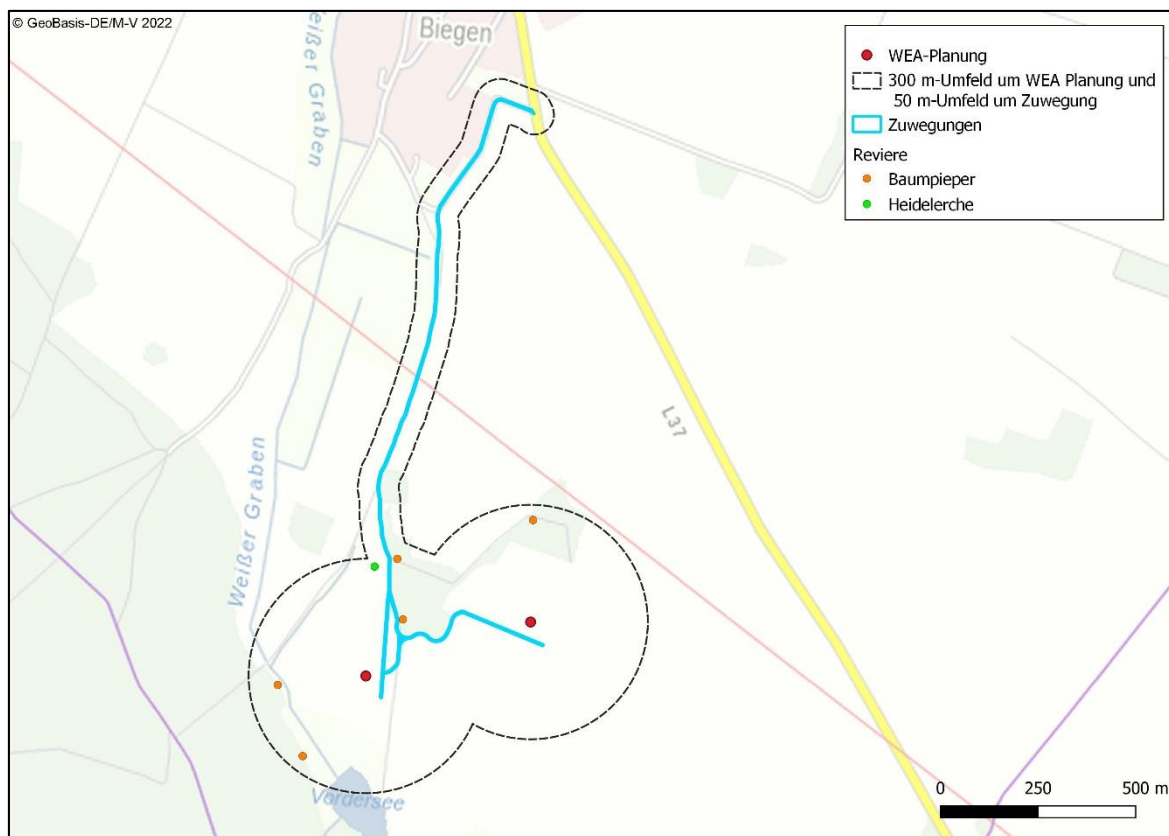 © GeoBasis-DE/M-V 2022
Biegen
WEA-Planung
300 m-Umfeld um WEA Planung und
50 m-Umfeld um Zuwegung
Zuwegungen
Reviere
Baumpieper
Heidelerche
Weißer Graben
L37
Weißer Graben
Vordersee
0 250 500 m